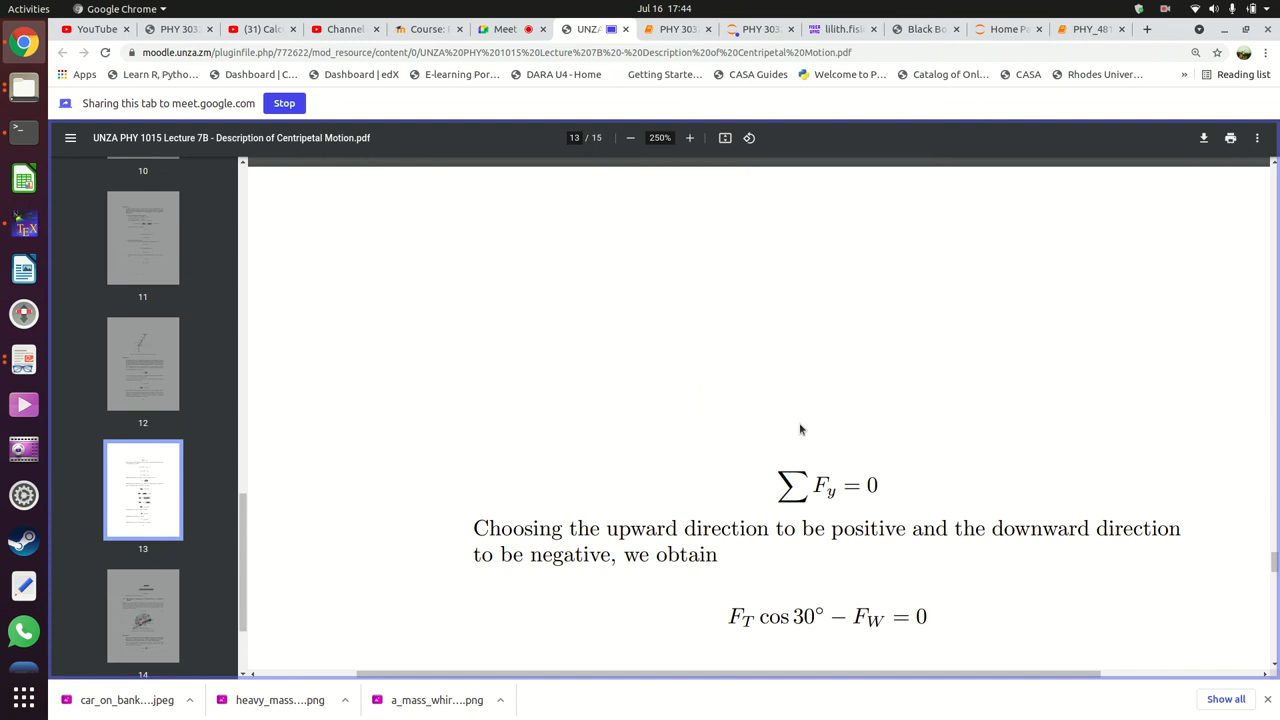 Activities
Google Chrome
Jul 16 17:44
YouTube
PHY 303
(31) Calc
Channel
Course: I
Meet
UNZA
PHY 303
PHY 303
lilith.fisic
Black Bo
Home Pa
PHY_481
moodle.unza.zm/pluginfile.php/772622/mod_resource/content/0/UNZA%20PHY%201015%20Lecture%207B%20-%20Description%20of%20Centripetal%20Motion.pdf
Apps
Learn R, Pytho...
Dashboard | C...
Dashboard | edX
E-learning Por...
DARA U4 - Home
Getting Starte...
CASA Guides
Welcome to P...
Catalog of Onl...
CASA
Rhodes Univer...
»
Reading list
Sharing this tab to meet.google.com
Stop
UNZA PHY 1015 Lecture 7B - Description of Centripetal Motion.pdf
13 / 15
250%
10
11
12
13
14
∑ F_y = 0
Choosing the upward direction to be positive and the downward direction
to be negative, we obtain
F_T cos 30° − F_W = 0
car_on_bank....jpeg
heavy_mass....png
a_mass_whir....png
Show all